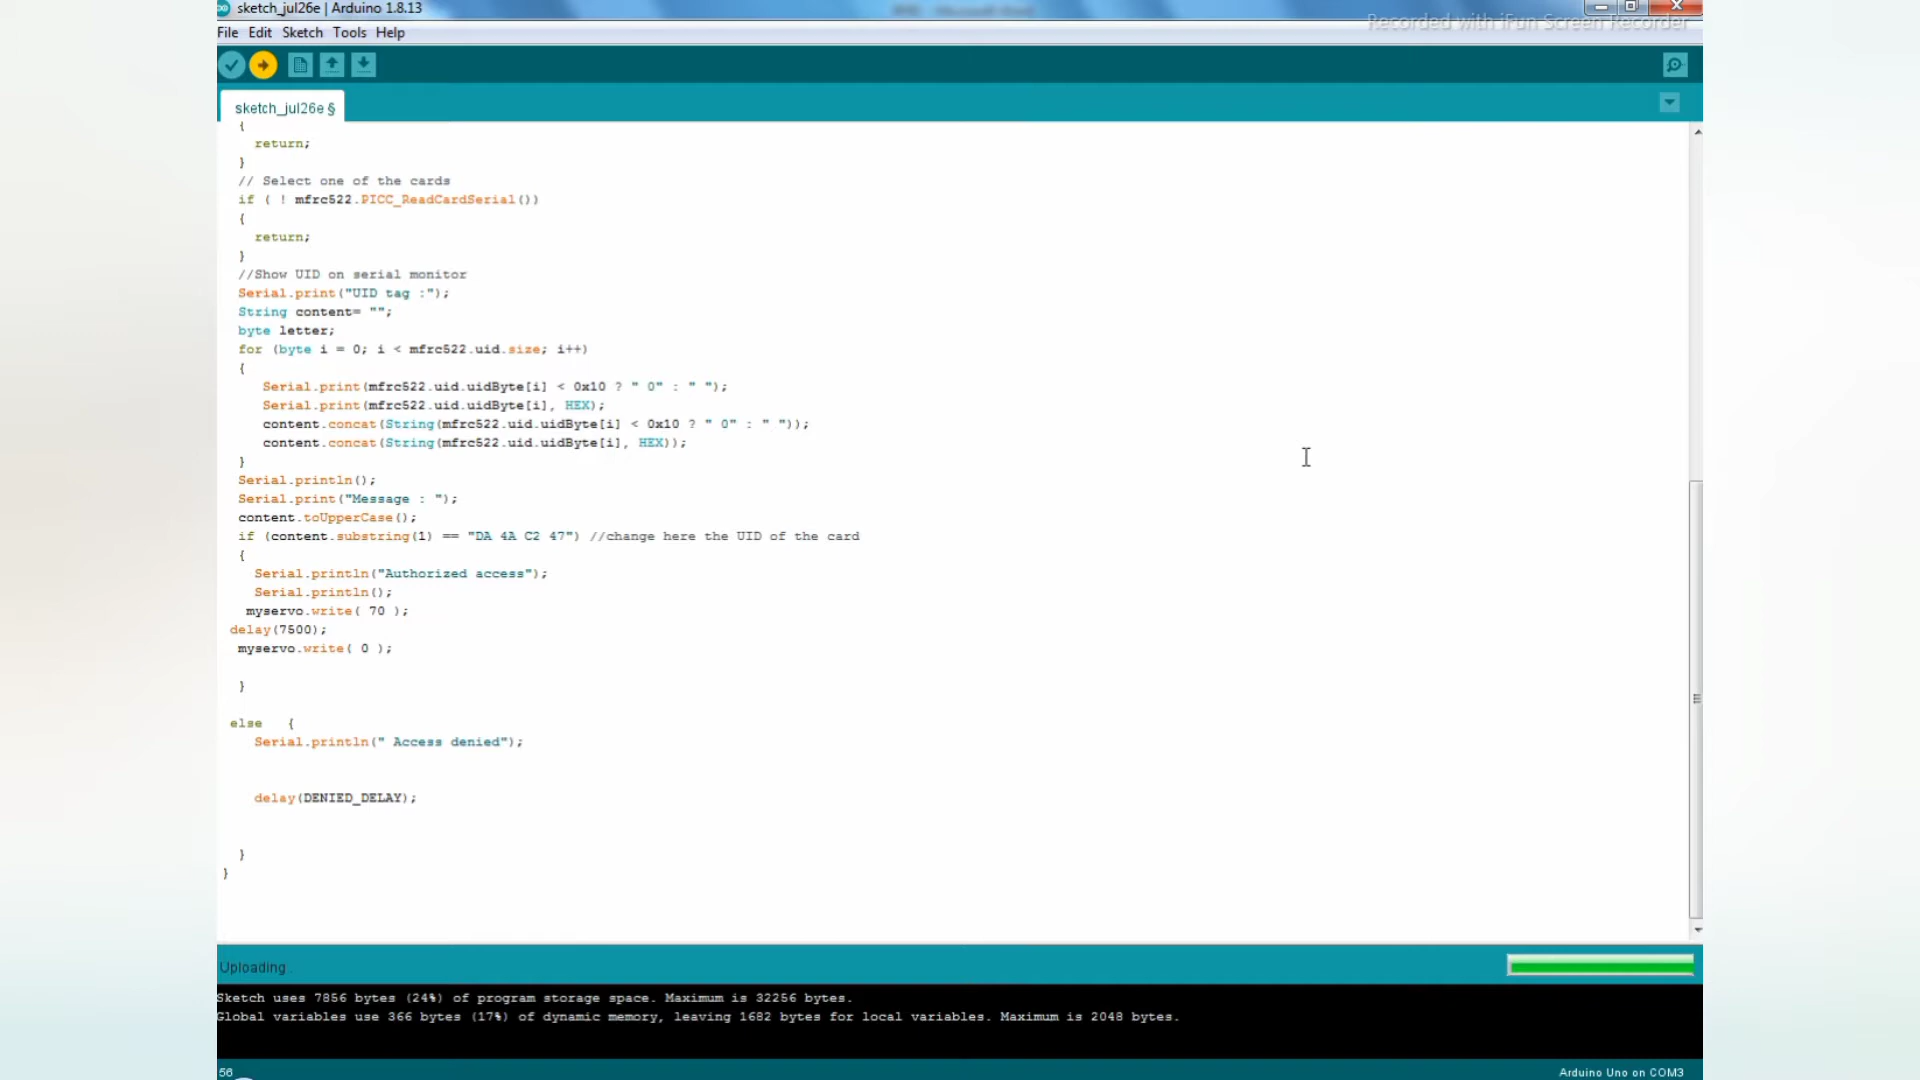 sketch_jul26e | Arduino 1.8.13
Recorded with iFun Screen Recorder
File Edit Sketch Tools Help
sketch_jul26e §
{
return;
}
// Select one of the cards
if ( ! mfrc522.PICC_ReadCardSerial())
{
return;
}
//Show UID on serial monitor
Serial.print("UID tag :");
String content= "";
byte letter;
for (byte i = 0; i < mfrc522.uid.size; i++)
{
Serial.print(mfrc522.uid.uidByte[i] < 0x10 ? " 0" : " ");
Serial.print(mfrc522.uid.uidByte[i], HEX);
content.concat(String(mfrc522.uid.uidByte[i] < 0x10 ? " 0" : " "));
content.concat(String(mfrc522.uid.uidByte[i], HEX));
}
Serial.println();
Serial.print("Message : ");
content.toUpperCase();
if (content.substring(1) == "DA 4A C2 47") //change here the UID of the card
{
Serial.println("Authorized access");
Serial.println();
myservo.write( 70 );
delay(7500);
myservo.write( 0 );
}
else {
Serial.println(" Access denied");
delay(DENIED_DELAY);
}
}
Uploading...
Sketch uses 7856 bytes (24%) of program storage space. Maximum is 32256 bytes.
Global variables use 366 bytes (17%) of dynamic memory, leaving 1682 bytes for local variables. Maximum is 2048 bytes.
56
Arduino Uno on COM3